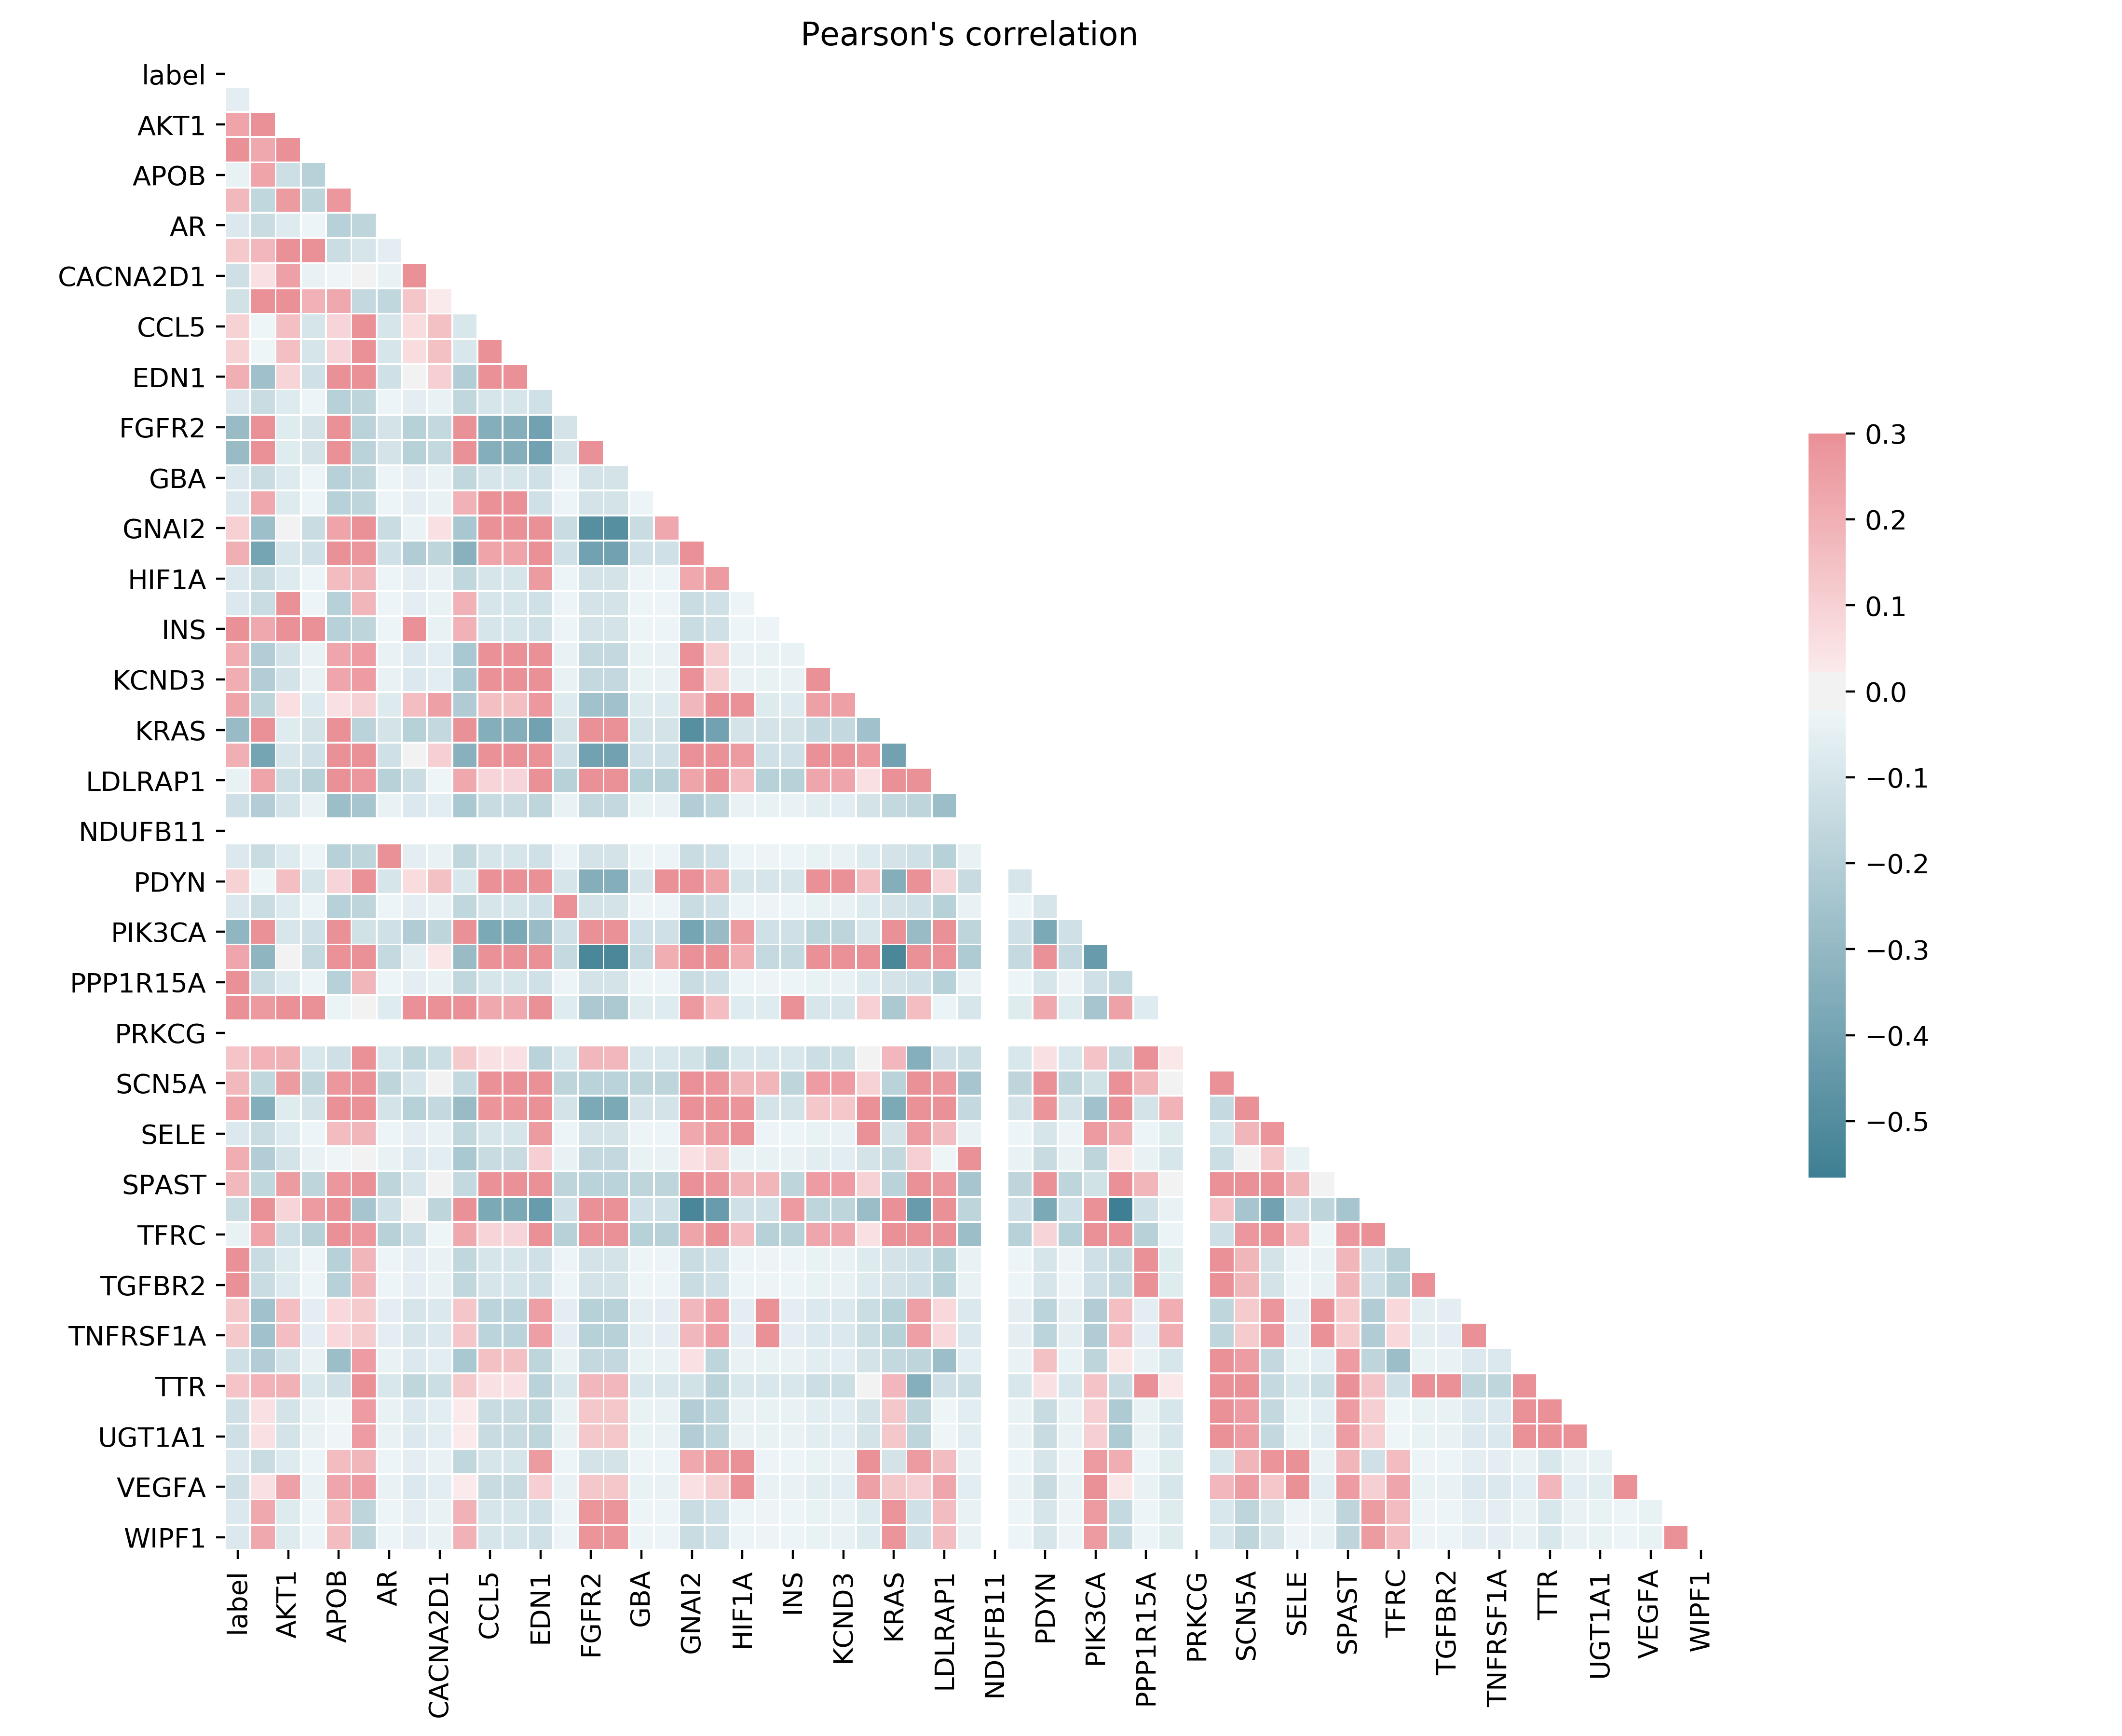 Pearson's correlation
label
AKT1
APOB
AR
CACNA2D1
CCL5
EDN1
FGFR2
GBA
GNAI2
HIF1A
INS
KCND3
KRAS
LDLRAP1
NDUFB11
PDYN
PIK3CA
PPP1R15A
PRKCG
SCN5A
SELE
SPAST
TFRC
TGFBR2
TNFRSF1A
TTR
UGT1A1
VEGFA
WIPF1
label
AKT1
APOB
AR
CACNA2D1
CCL5
EDN1
FGFR2
GBA
GNAI2
HIF1A
INS
KCND3
KRAS
LDLRAP1
NDUFB11
PDYN
PIK3CA
PPP1R15A
PRKCG
SCN5A
SELE
SPAST
TFRC
TGFBR2
TNFRSF1A
TTR
UGT1A1
VEGFA
WIPF1
0.3
0.2
0.1
0.0
−0.1
−0.2
−0.3
−0.4
−0.5